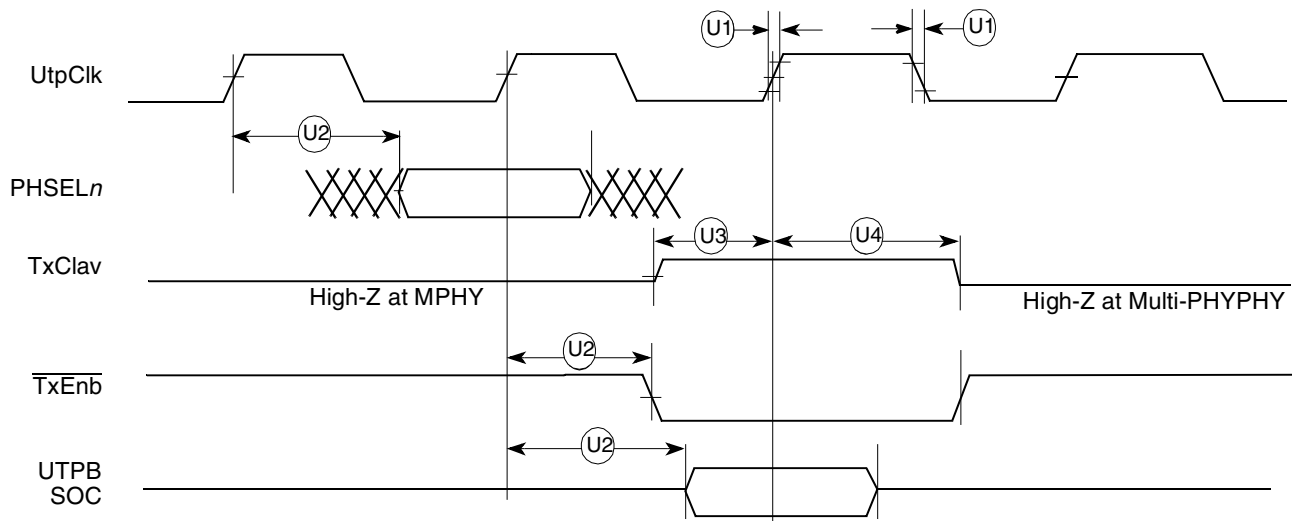 U1
U1
UtpClk
U2
PHSELn
U3
U4
TxClav
High-Z at MPHY
High-Z at Multi-PHYPHY
U2
TxEnb
U2
UTPB
SOC